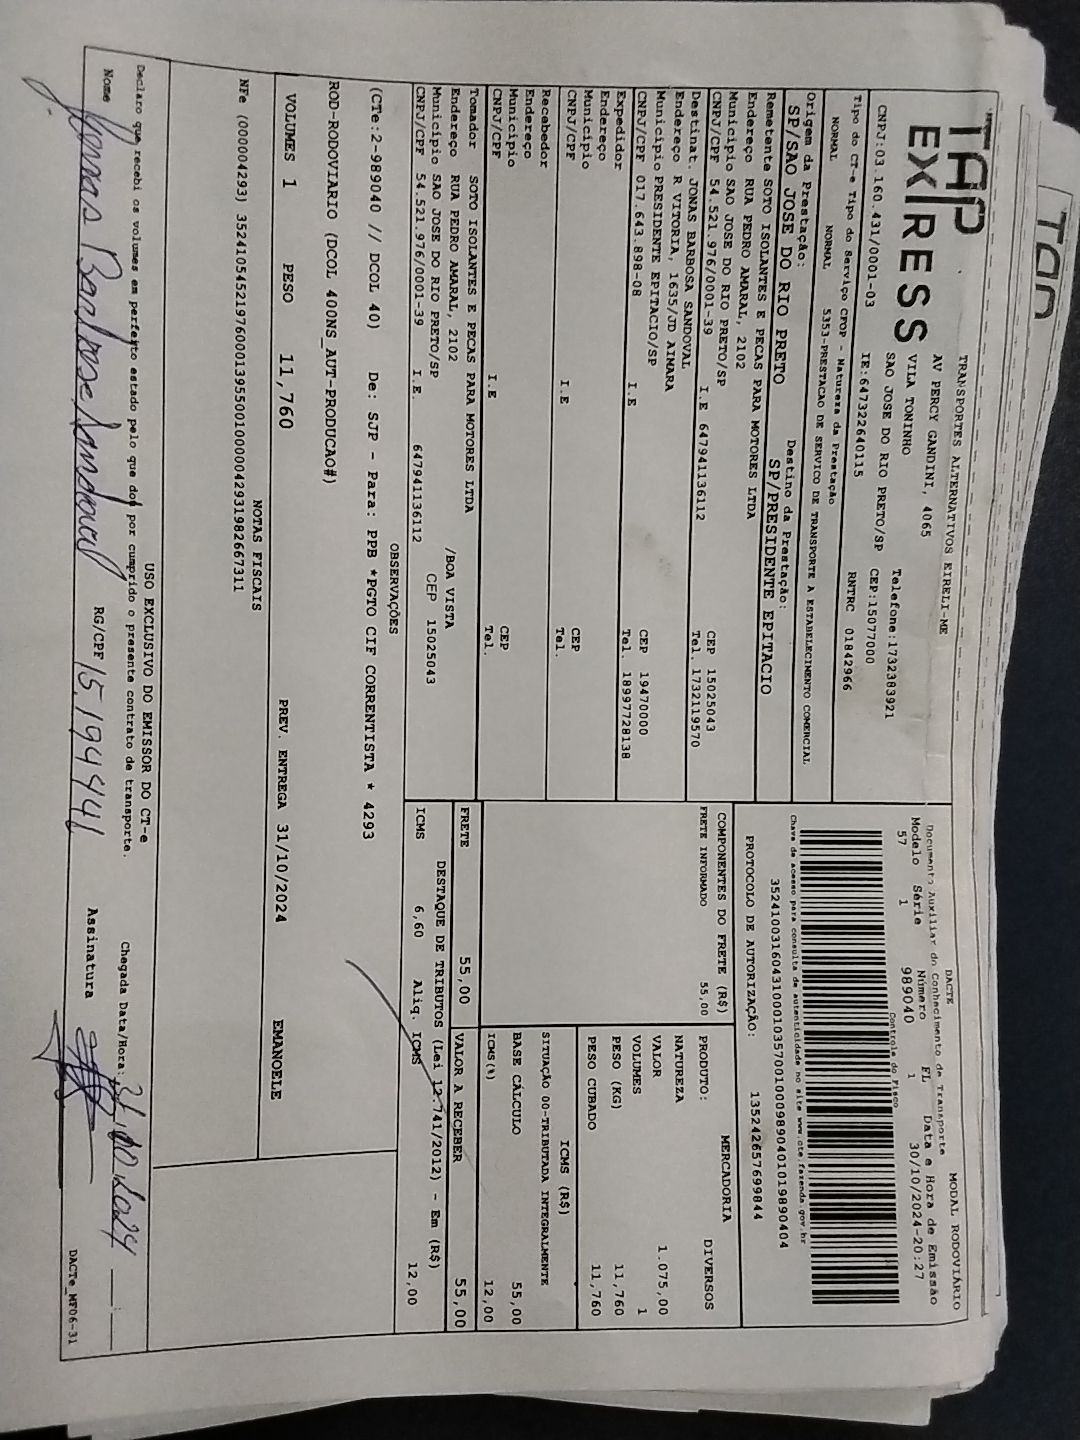 Tap
TAP
EX/RESS
TRANSPORTES ALTERNATIVOS EIRELI-ME
AV PERCY GANDINI, 4065
VILA TONINHO
SAO JOSE DO RIO PRETO/SP
CNPJ:03.160.431/0001-03
IE:647322640115
Telefone:1732383921
CEP:15077000
RNTRC 01842966
DACTE
MODAL RODOVIÁRIO
Documento Auxiliar do Conhecimento de Transporte
Modelo Série Número FL Data e Hora de Emissão
57 1 989040 1 30/10/2024-20:27
Controle do Fisco
Chave de acesso para consulta de autenticidade no site www.cte.fazenda.gov.br
35241003160431000103570010009890401019890404
PROTOCOLO DE AUTORIZAÇÃO: 135242657699844
Tipo do CT-e Tipo do Serviço CFOP - Natureza da Prestação
NORMAL NORMAL 5353-PRESTACAO DE SERVICO DE TRANSPORTE A ESTABELECIMENTO COMERCIAL
Origem da Prestação: Destino da Prestação:
SP/SAO JOSE DO RIO PRETO SP/PRESIDENTE EPITACIO
Remetente SOTO ISOLANTES E PECAS PARA MOTORES LTDA
Endereço RUA PEDRO AMARAL, 2102
Município SAO JOSE DO RIO PRETO/SP CEP 15025043
CNPJ/CPF 54.521.976/0001-39 I.E 647941136112 Tel. 1732119570
Destinat. JONAS BARBOSA SANDOVAL
Endereço R VITORIA, 1635/JD AIMARA
Município PRESIDENTE EPITACIO/SP CEP 19470000
CNPJ/CPF 017.643.898-08 I.E Tel. 18997728138
Expedidor
Endereço
Município CEP
CNPJ/CPF I.E Tel.
Recebedor
Endereço
Município CEP
CNPJ/CPF I.E Tel.
Tomador SOTO ISOLANTES E PECAS PARA MOTORES LTDA
Endereço RUA PEDRO AMARAL, 2102 /BOA VISTA
Município SAO JOSE DO RIO PRETO/SP CEP 15025043
CNPJ/CPF 54.521.976/0001-39 I.E. 647941136112
COMPONENTES DO FRETE (R$)
FRETE INFORMADO 55,00
MERCADORIA
PRODUTO: DIVERSOS
NATUREZA
VALOR 1.075,00
VOLUMES 1
PESO (KG) 11,760
PESO CUBADO 11,760
ICMS (R$)
SITUAÇÃO 00-TRIBUTADA INTEGRALMENTE
BASE CÁLCULO 55,00
ICMS(%) 12,00
FRETE 55,00 VALOR A RECEBER 55,00
DESTAQUE DE TRIBUTOS (Lei 12.741/2012) - Em (R$)
ICMS 6,60 Aliq. ICMS 12,00
OBSERVAÇÕES
(CTe:2-989040 // DCOL 40) De: SJP - Para: PPB *PGTO CIF CORRENTISTA * 4293
ROD-RODOVIARIO (DCOL 400NS_AUT-PRODUCAO#)
VOLUMES 1 PESO 11,760 PREV. ENTREGA 31/10/2024 EMANOELE
NOTAS FISCAIS
NFe (000004293) 35241054521976000139550010000042931982667311
USO EXCLUSIVO DO EMISSOR DO CT-e
Declaro que recebi os volumes em perfeito estado pelo que dou por cumprido o presente contrato de transporte.
Chegada Data/Hora:
Nome Jonas Barbosa Sandoval RG/CPF 15.194441 Assinatura
DACTe_MF06-31